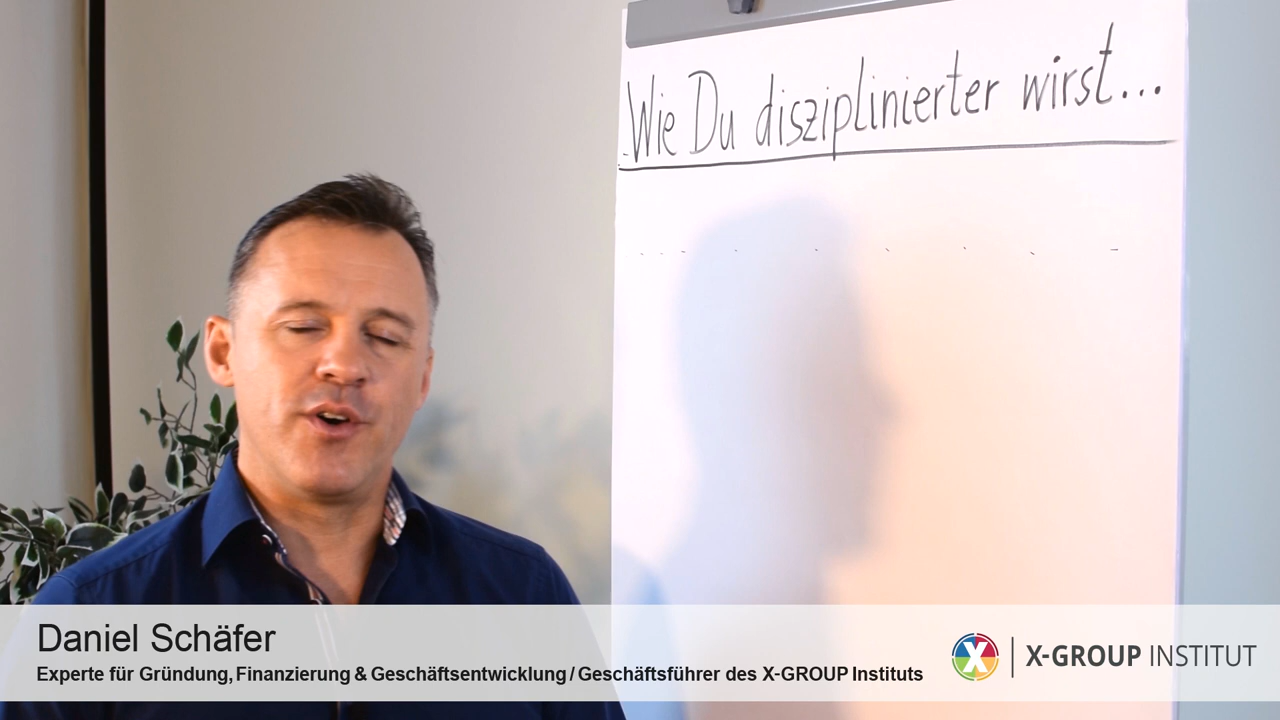 Wie Du disziplinierter wirst...
Daniel Schäfer
Experte für Gründung, Finanzierung & Geschäftsentwicklung / Geschäftsführer des X-GROUP Instituts
X | X-GROUP INSTITUT